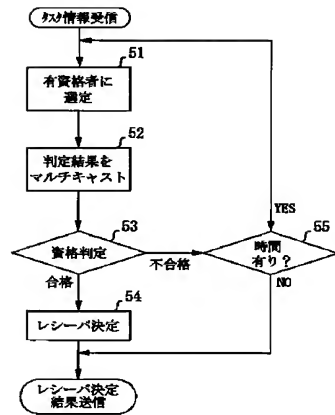 タスク情報受信
51
有資格者に
選定
52
判定結果を
マルチキャスト
53
資格判定
不合格
合格
YES
55
時間
有り？
NO
54
レシーバ決定
レシーバ決定
結果送信